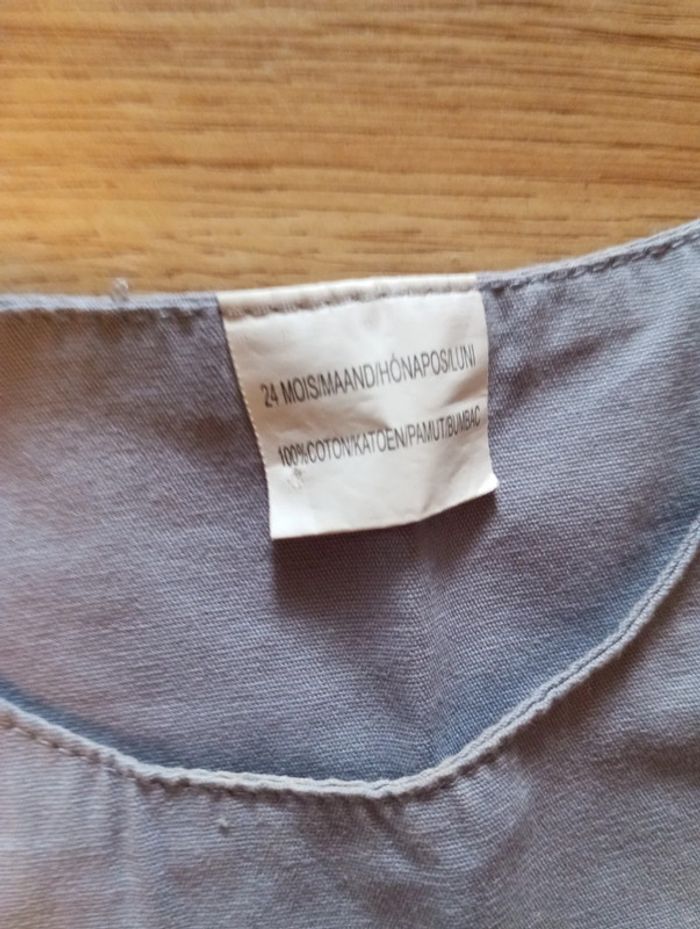 24 MOIS/MAAND/HÓNAPOS/LUNI
100%COTON/KATOEN/PAMUT/BUMBAC